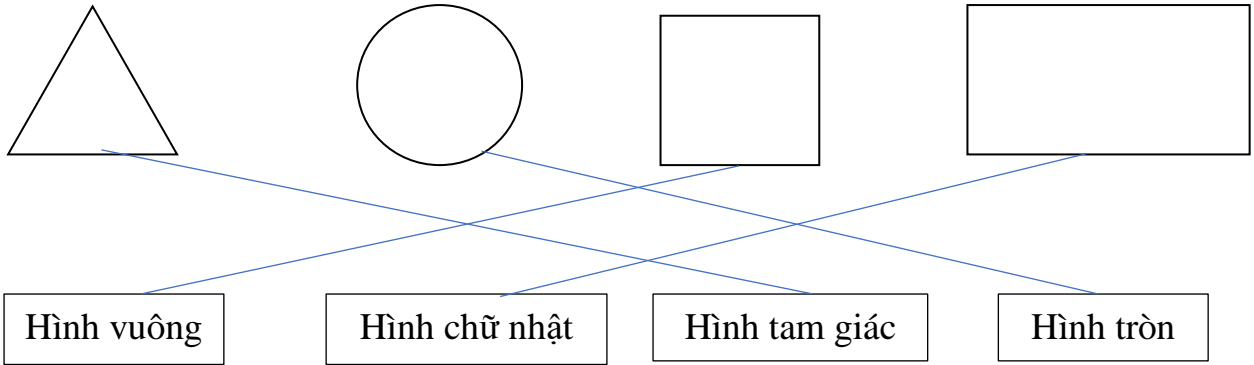 Hình vuông
Hình chữ nhật
Hình tam giác
Hình tròn